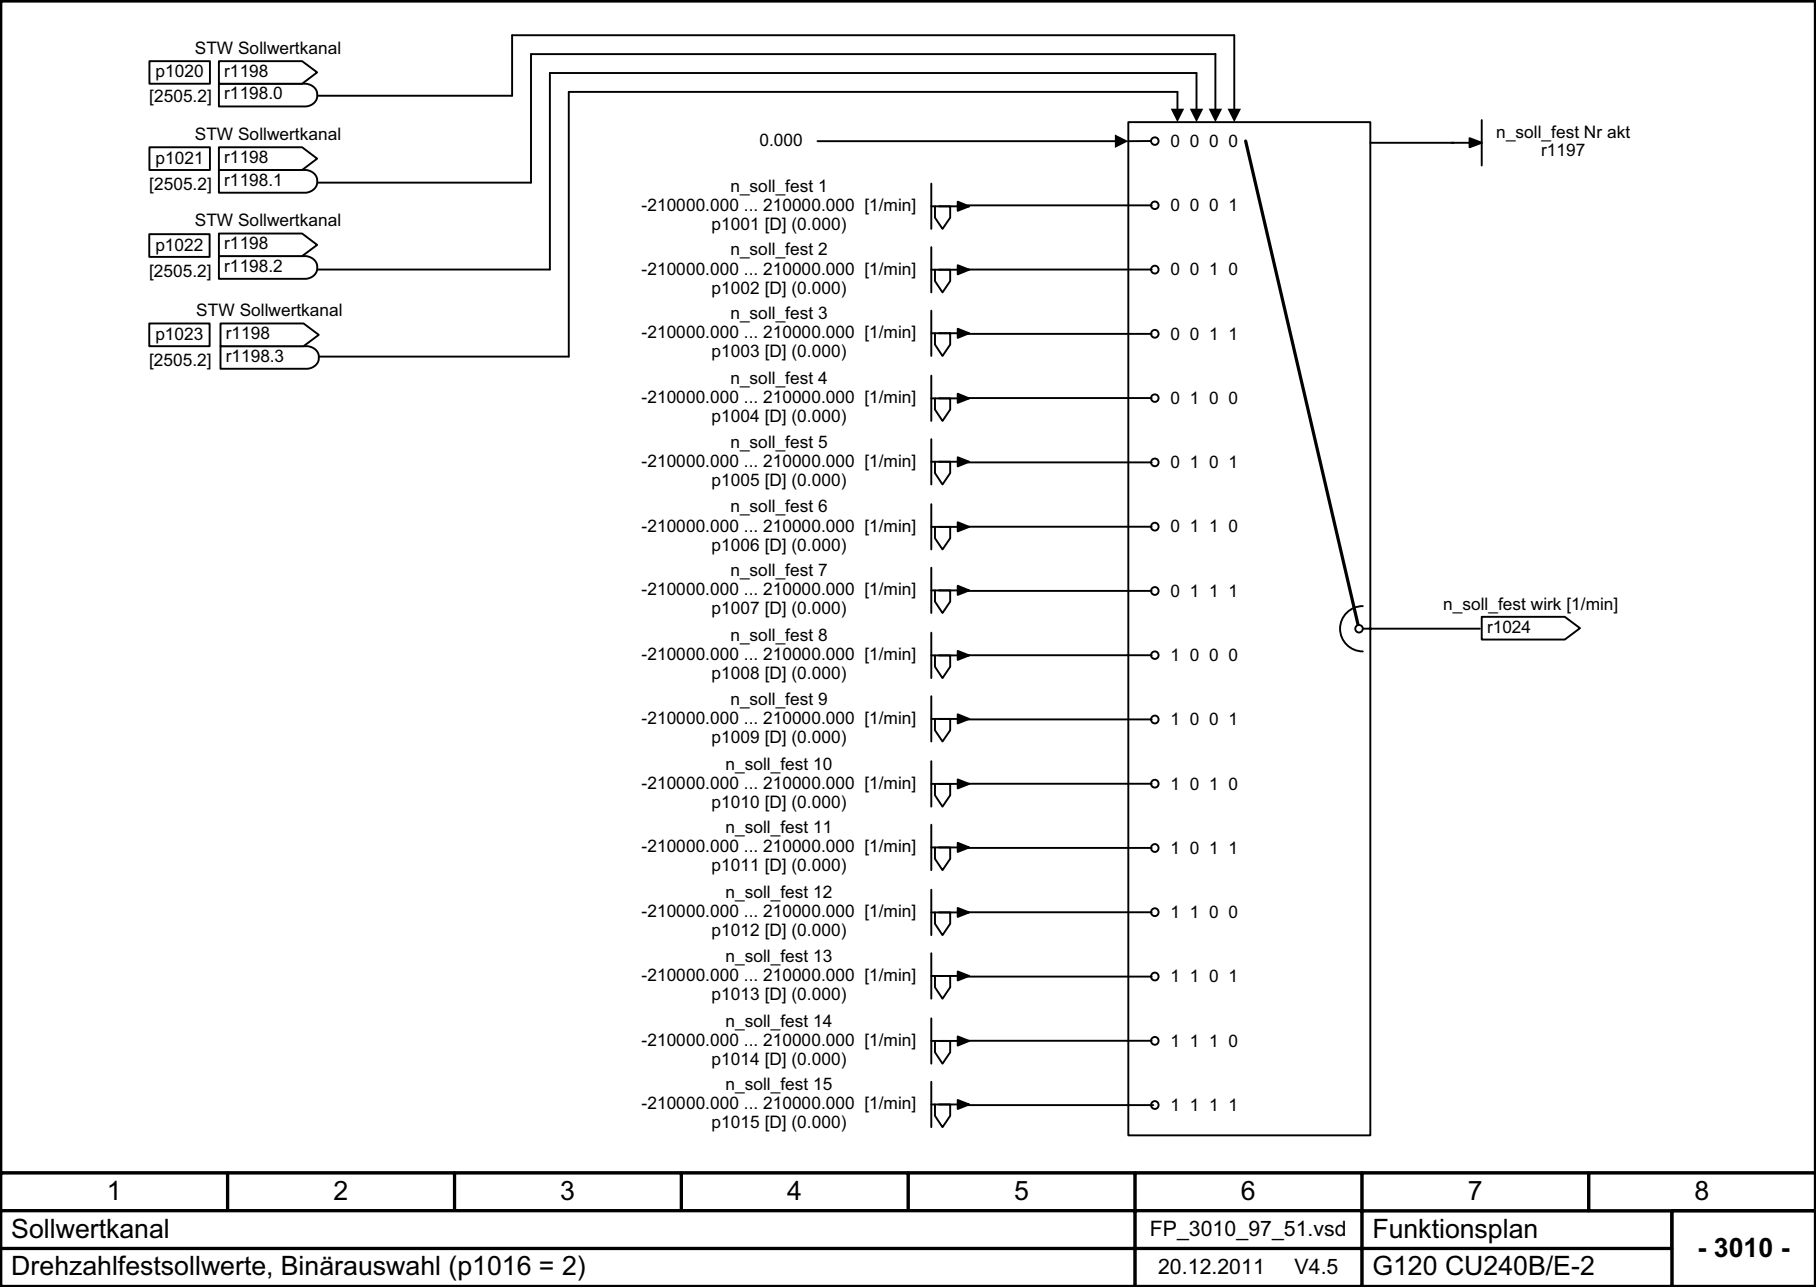 STW Sollwertkanal
p1020 r1198
[2505.2] r1198.0
STW Sollwertkanal
p1021 r1198
[2505.2] r1198.1
STW Sollwertkanal
p1022 r1198
[2505.2] r1198.2
STW Sollwertkanal
p1023 r1198
[2505.2] r1198.3
0.000
0 0 0 0
n_soll_fest Nr akt
r1197
n_soll_fest 1
-210000.000 ... 210000.000 [1/min]
0 0 0 1
p1001 [D] (0.000)
n_soll_fest 2
-210000.000 ... 210000.000 [1/min]
0 0 1 0
p1002 [D] (0.000)
n_soll_fest 3
-210000.000 ... 210000.000 [1/min]
0 0 1 1
p1003 [D] (0.000)
n_soll_fest 4
-210000.000 ... 210000.000 [1/min]
0 1 0 0
p1004 [D] (0.000)
n_soll_fest 5
-210000.000 ... 210000.000 [1/min]
0 1 0 1
p1005 [D] (0.000)
n_soll_fest 6
-210000.000 ... 210000.000 [1/min]
0 1 1 0
p1006 [D] (0.000)
n_soll_fest 7
-210000.000 ... 210000.000 [1/min]
0 1 1 1
p1007 [D] (0.000)
n_soll_fest wirk [1/min]
r1024
n_soll_fest 8
-210000.000 ... 210000.000 [1/min]
1 0 0 0
p1008 [D] (0.000)
n_soll_fest 9
-210000.000 ... 210000.000 [1/min]
1 0 0 1
p1009 [D] (0.000)
n_soll_fest 10
-210000.000 ... 210000.000 [1/min]
1 0 1 0
p1010 [D] (0.000)
n_soll_fest 11
-210000.000 ... 210000.000 [1/min]
1 0 1 1
p1011 [D] (0.000)
n_soll_fest 12
-210000.000 ... 210000.000 [1/min]
1 1 0 0
p1012 [D] (0.000)
n_soll_fest 13
-210000.000 ... 210000.000 [1/min]
1 1 0 1
p1013 [D] (0.000)
n_soll_fest 14
-210000.000 ... 210000.000 [1/min]
1 1 1 0
p1014 [D] (0.000)
n_soll_fest 15
-210000.000 ... 210000.000 [1/min]
1 1 1 1
p1015 [D] (0.000)
1 2 3 4 5 6 7 8
Sollwertkanal
FP_3010_97_51.vsd
Funktionsplan
- 3010 -
Drehzahlfestsollwerte, Binärauswahl (p1016 = 2)
20.12.2011 V4.5
G120 CU240B/E-2